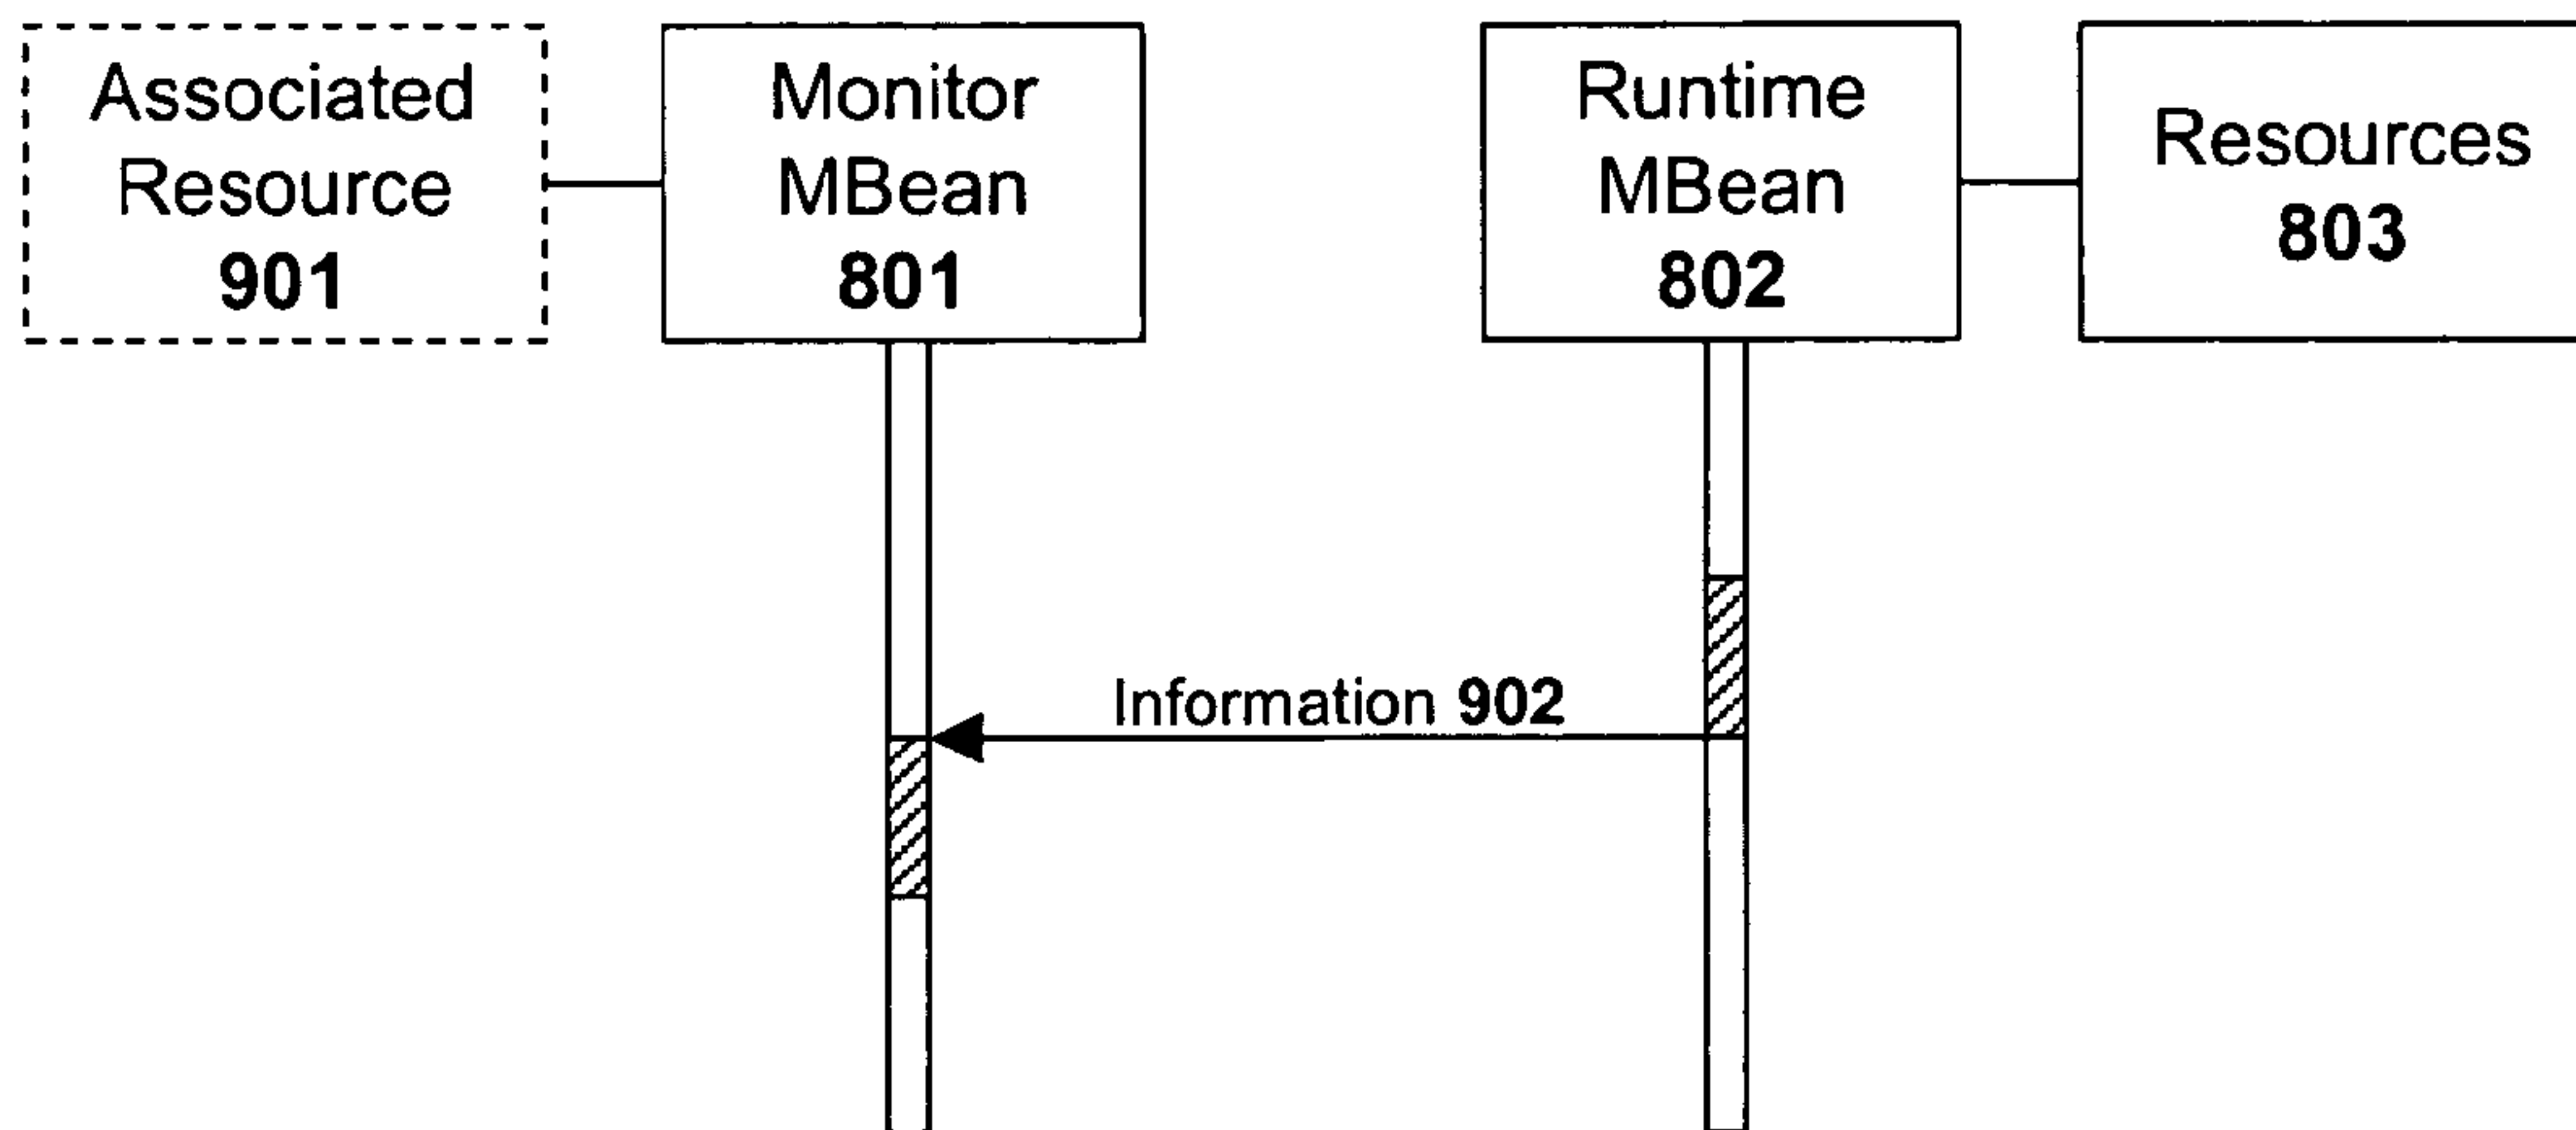 Associated
Resource
901
Monitor
MBean
801
Runtime
MBean
802
Resources
803
Information 902